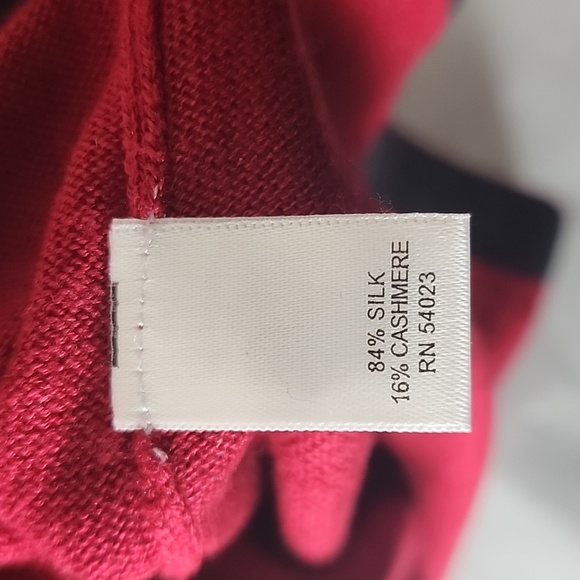 84% SILK
16% CASHMERE
RN 54023